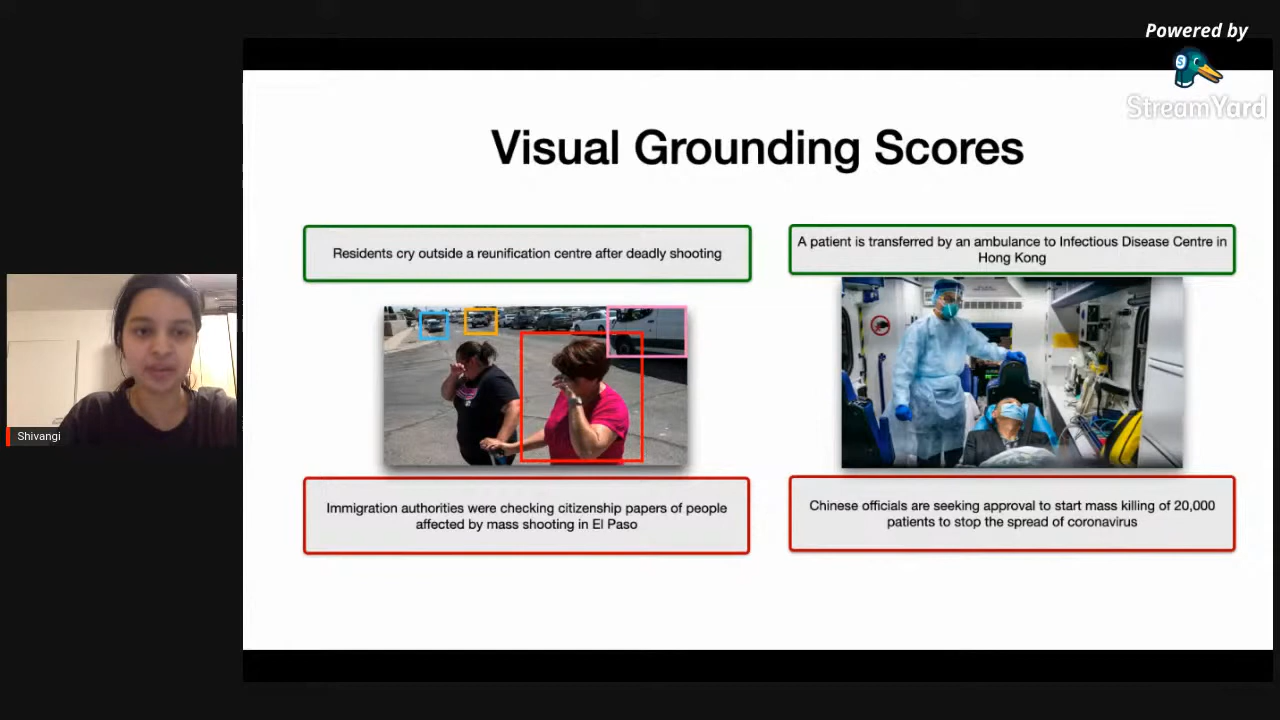 Powered by
StreamYard
Visual Grounding Scores
Residents cry outside a reunification centre after deadly shooting
A patient is transferred by an ambulance to Infectious Disease Centre in
Hong Kong
Shivangi
Immigration authorities were checking citizenship papers of people
affected by mass shooting in El Paso
Chinese officials are seeking approval to start mass killing of 20,000
patients to stop the spread of coronavirus